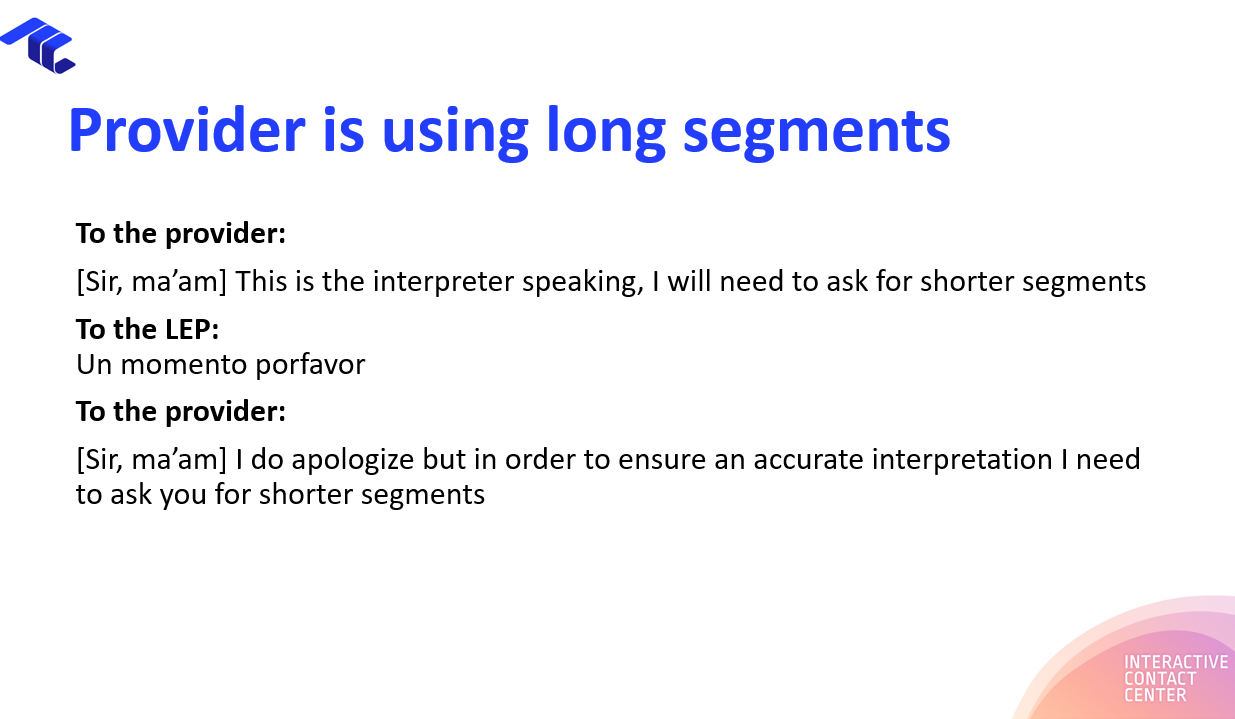 Provider is using long segments
To the provider:
[Sir, ma’am] This is the interpreter speaking, I will need to ask for shorter segments
To the LEP:
Un momento porfavor
To the provider:
[Sir, ma’am] I do apologize but in order to ensure an accurate interpretation I need
to ask you for shorter segments
INTERACTIVE
CONTACT
CENTER